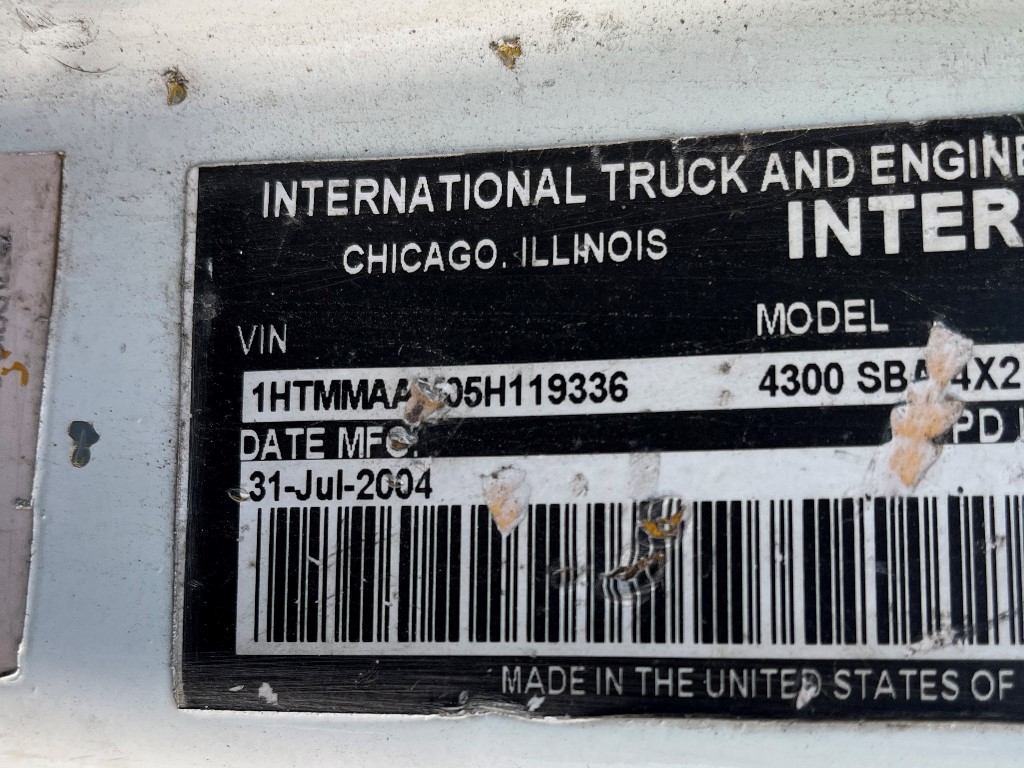 INTERNATIONAL TRUCK AND ENGINE
INTER
CHICAGO, ILLINOIS
VIN MODEL
4300 SBA 4X2
DATE MFG.
PD
31-Jul-2004
MADE IN THE UNITED STATES OF